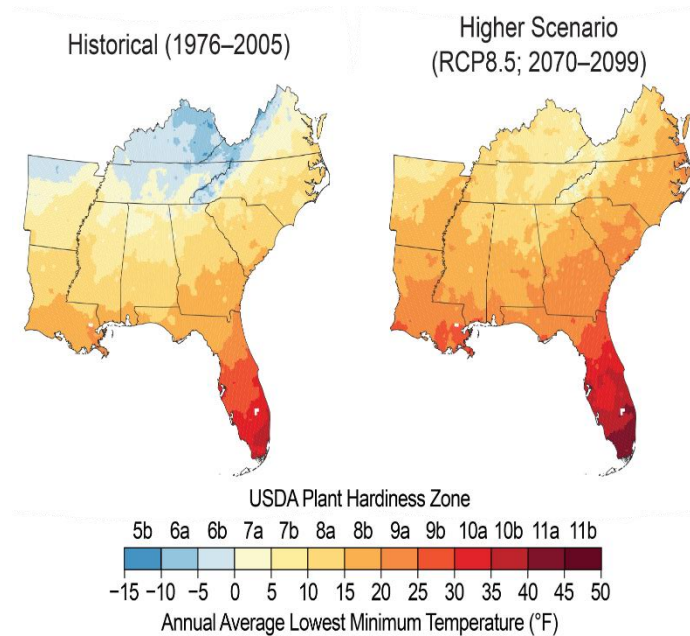 Historical (1976–2005)
Higher Scenario
(RCP8.5; 2070–2099)
USDA Plant Hardiness Zone
5b 6a 6b 7a 7b 8a 8b 9a 9b 10a 10b 11a 11b
−15 −10 −5 0 5 10 15 20 25 30 35 40 45 50
Annual Average Lowest Minimum Temperature (°F)